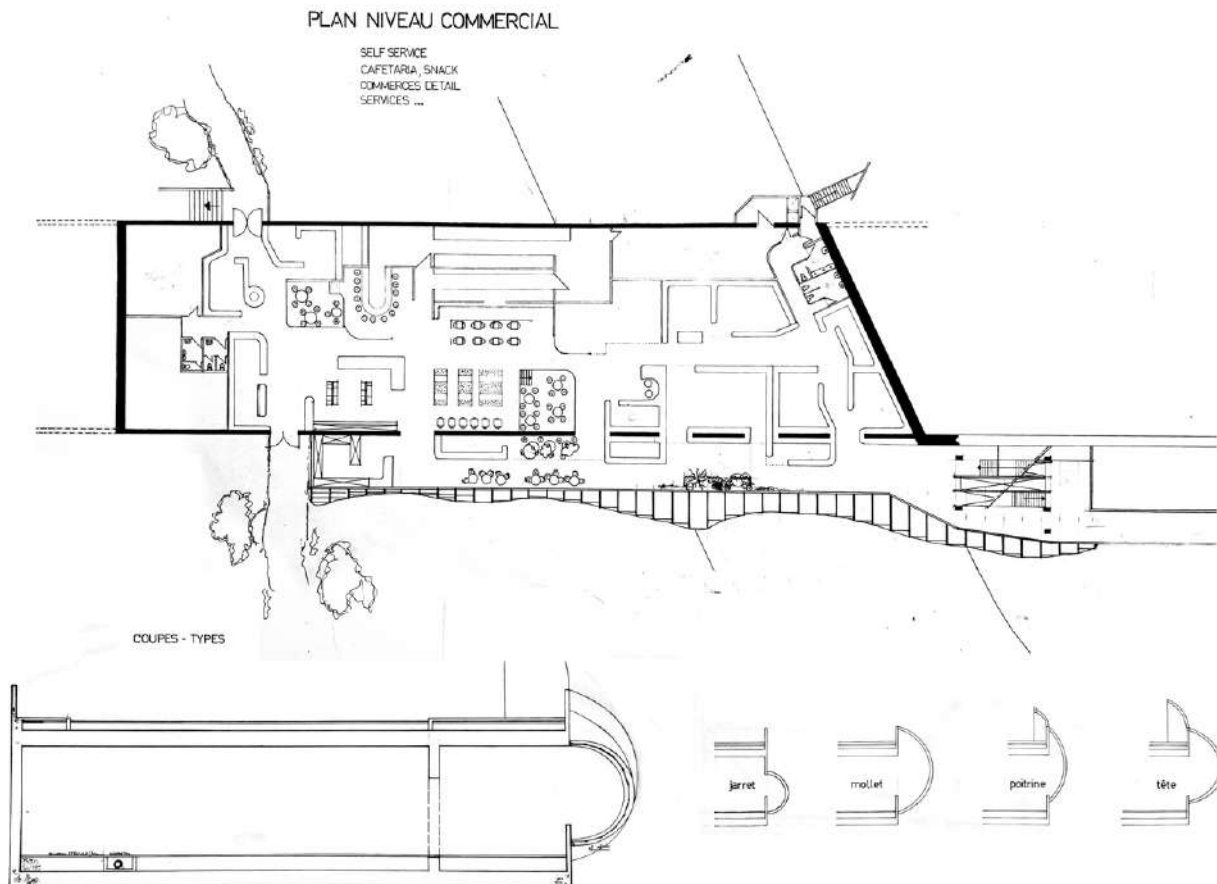 PLAN NIVEAU COMMERCIAL
SELF SERVICE
CAFETARIA, SNACK
COMMERCES DETAIL
SERVICES ...
COUPES - TYPES
jarret
mollet
poitrine
tête